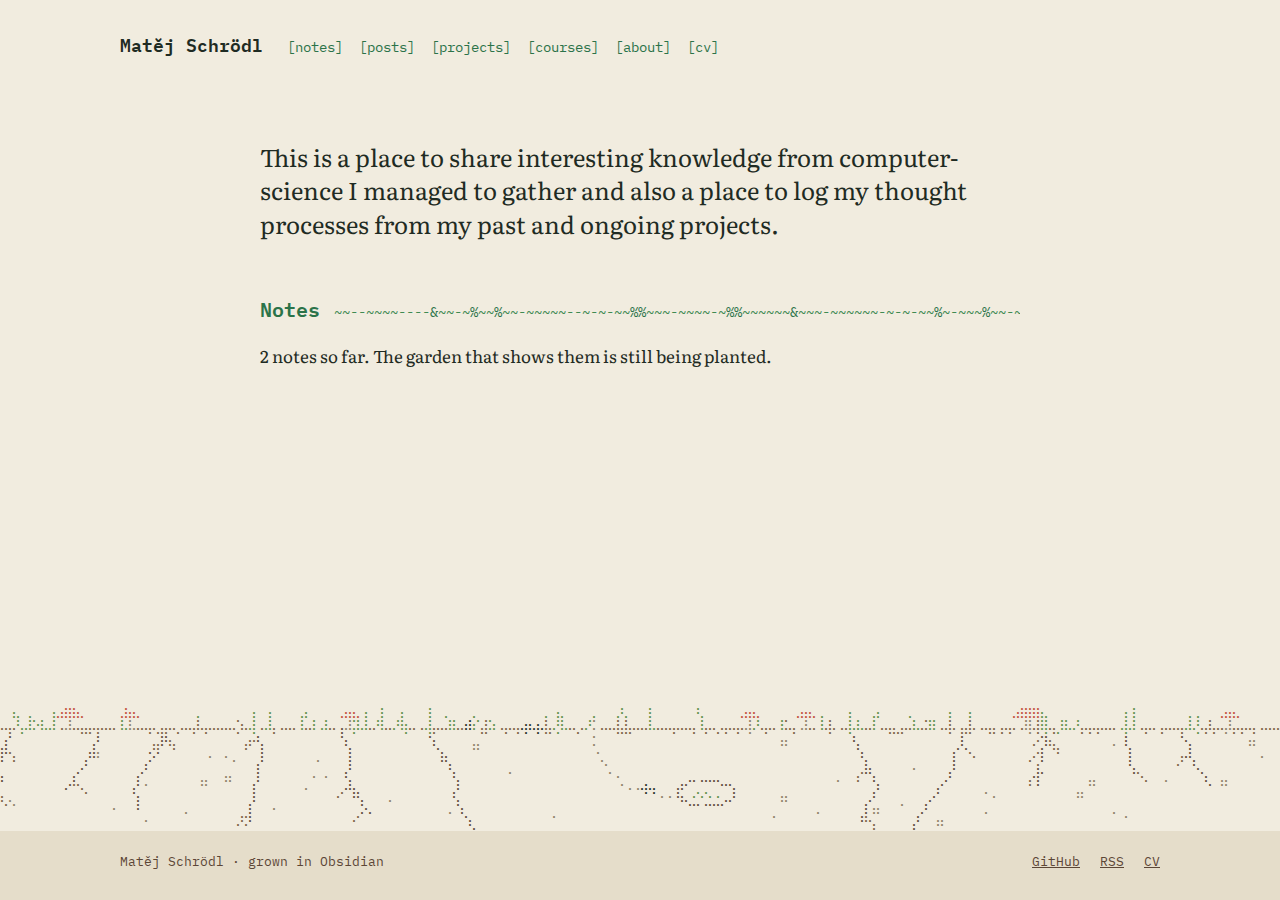 Matěj Schrödl [notes] [posts] [projects] [courses] [about] [cv]
This is a place to share interesting knowledge from computer-
science I managed to gather and also a place to log my thought
processes from my past and ongoing projects.
Notes ~~--~~~~----&~~-~%~~%~~-~~~~~--~-~-~~%%~~~-~~~~-~%%~~~~~~&~~~-~~~~~~-~-~-~~%~-~~~%~~-~
2 notes so far. The garden that shows them is still being planted.
Matěj Schrödl · grown in Obsidian GitHub RSS CV